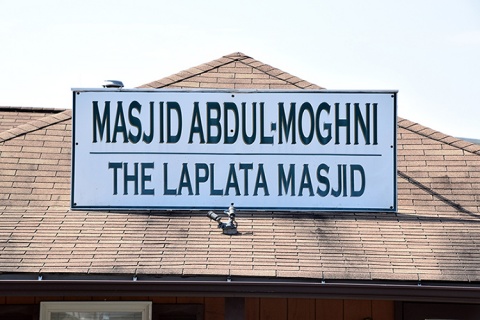 MASJID ABDUL-MOGHNI
THE LAPLATA MASJID